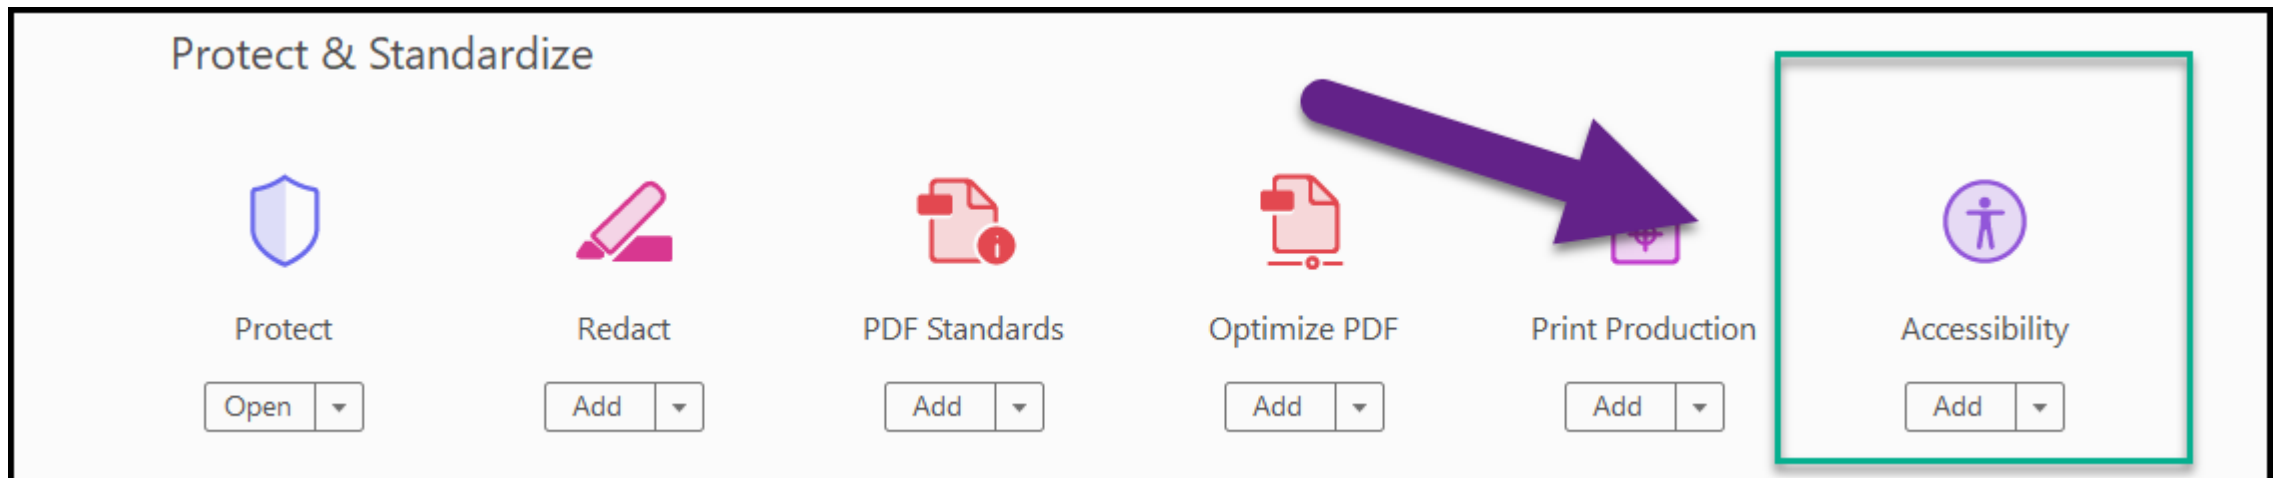 Protect & Standardize
Protect Redact PDF Standards Optimize PDF Print Production Accessibility
Open Add Add Add Add Add